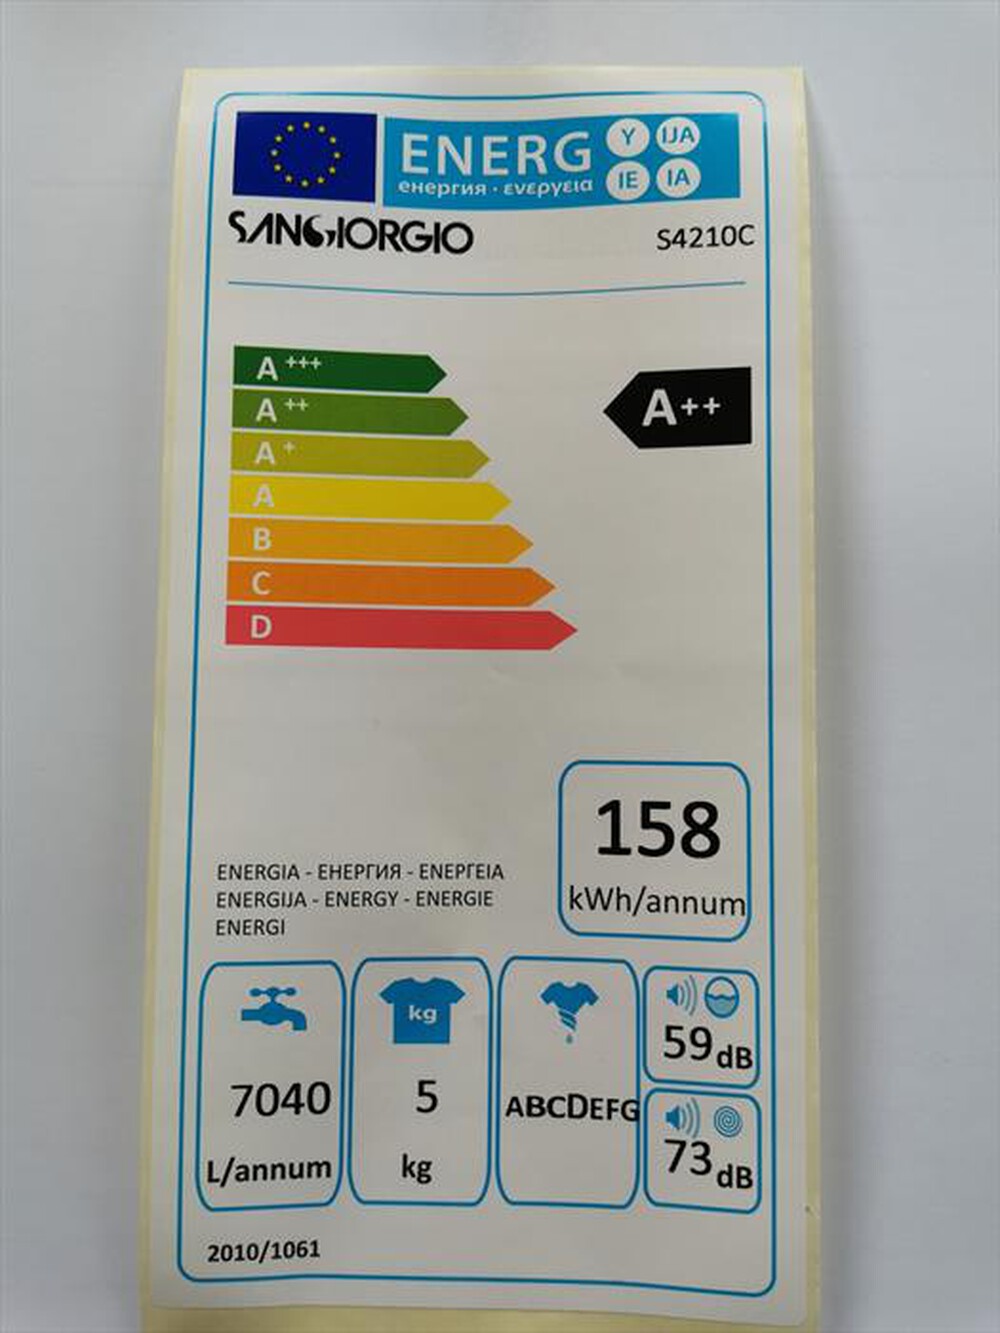 ENERG Y IJA
енергия · ενεργεια IE IA
SANGIORGIO S4210C
A+++
A++
A++
A+
A
B
C
D
158
kWh/annum
ENERGIA - ЕНЕРГИЯ - ΕΝΕΡΓΕΙΑ
ENERGIJA - ENERGY - ENERGIE
ENERGI
kg
7040
L/annum
5
kg
ABCDEFG
59dB
73dB
2010/1061